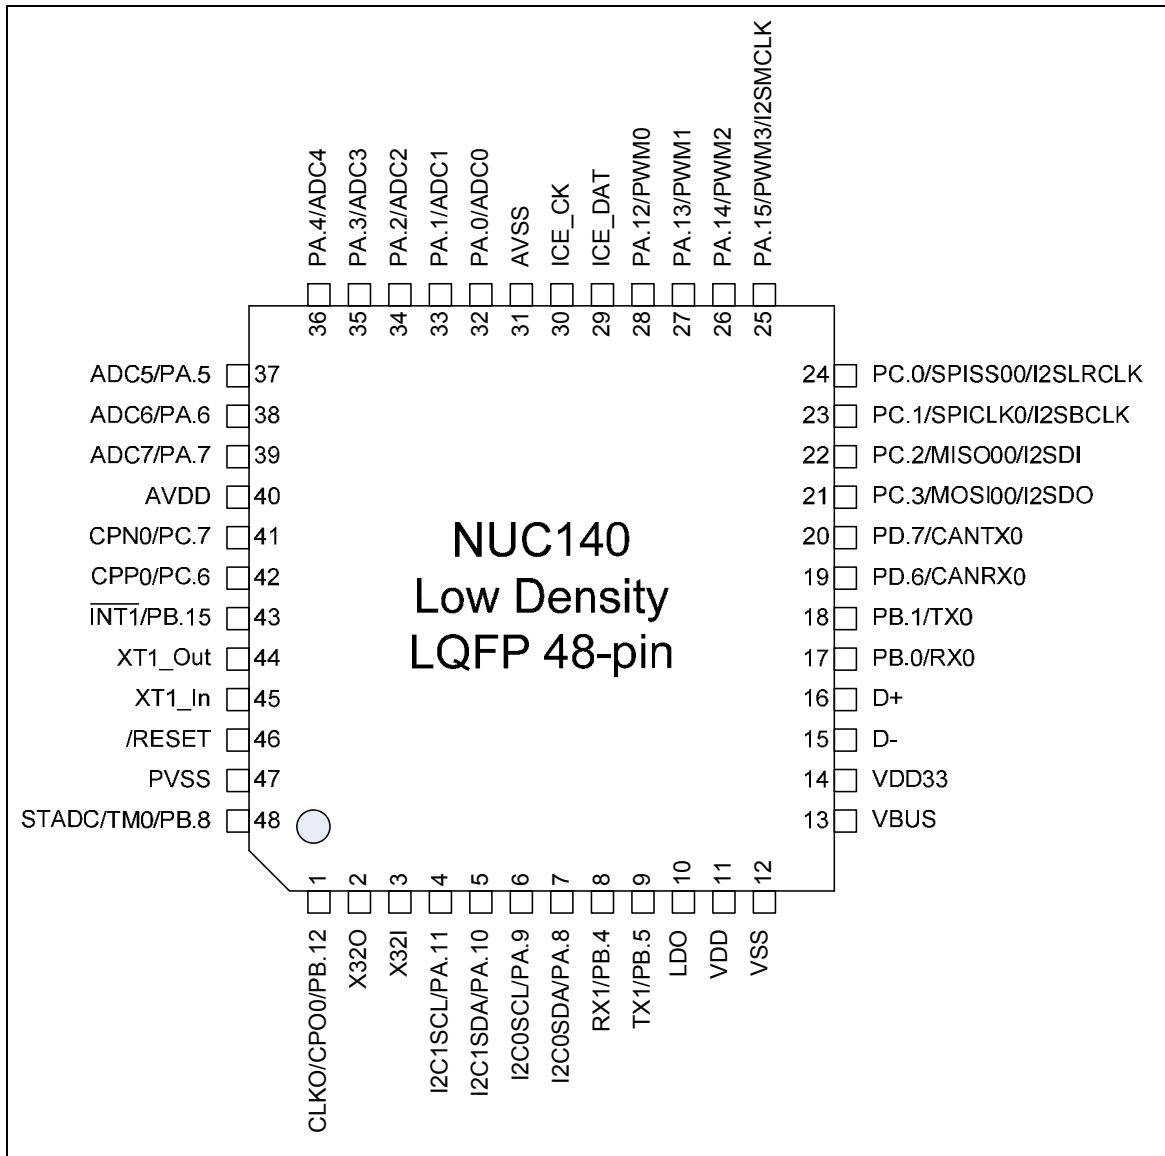 PA.4/ADC4
PA.3/ADC3
PA.2/ADC2
PA.1/ADC1
PA.0/ADC0
AVSS
ICE_CK
ICE_DAT
PA.12/PWM0
PA.13/PWM1
PA.14/PWM2
PA.15/PWM3/I2SMCLK
36
35
34
33
32
31
30
29
28
27
26
25
ADC5/PA.5 37
ADC6/PA.6 38
ADC7/PA.7 39
AVDD 40
CPN0/PC.7 41
CPP0/PC.6 42
INT1/PB.15 43
XT1_Out 44
XT1_In 45
/RESET 46
PVSS 47
STADC/TM0/PB.8 48
NUC140
Low Density
LQFP 48-pin
24 PC.0/SPISS00/I2SLRCLK
23 PC.1/SPICLK0/I2SBCLK
22 PC.2/MISO00/I2SDI
21 PC.3/MOSI00/I2SDO
20 PD.7/CANTX0
19 PD.6/CANRX0
18 PB.1/TX0
17 PB.0/RX0
16 D+
15 D-
14 VDD33
13 VBUS
1
2
3
4
5
6
7
8
9
10
11
12
CLKO/CPO0/PB.12
X32O
X32I
I2C1SCL/PA.11
I2C1SDA/PA.10
I2C0SCL/PA.9
I2C0SDA/PA.8
RX1/PB.4
TX1/PB.5
LDO
VDD
VSS